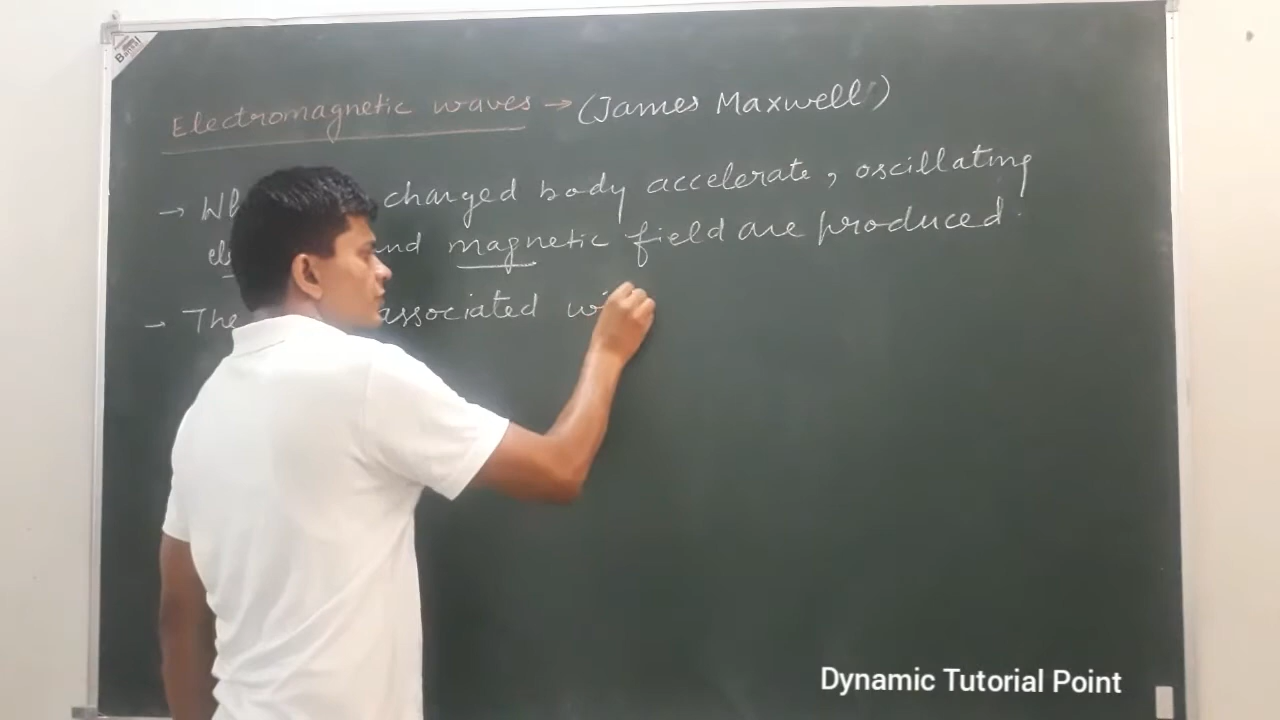 Electromagnetic waves → (James Maxwell)
→ charged body accelerate, oscillating
and magnetic field are produced.
- The associated
Dynamic Tutorial Point